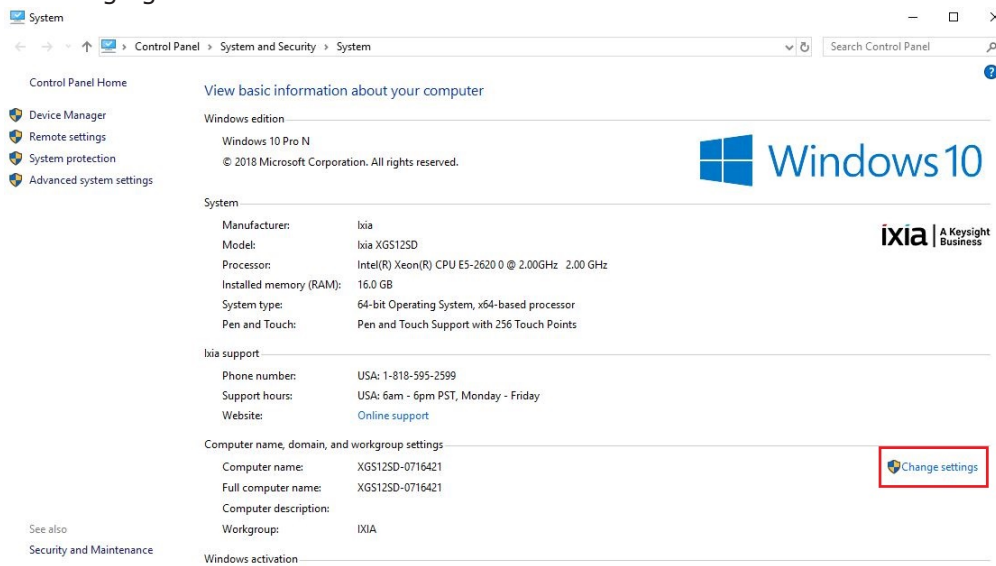 System
Control Panel > System and Security > System
Search Control Panel
Control Panel Home
Device Manager
Remote settings
System protection
Advanced system settings
See also
Security and Maintenance
View basic information about your computer
Windows edition
Windows 10 Pro N
© 2018 Microsoft Corporation. All rights reserved.
Windows 10
System
Manufacturer: Ixia
Model: Ixia XGS12SD
Processor: Intel(R) Xeon(R) CPU E5-2620 0 @ 2.00GHz 2.00 GHz
Installed memory (RAM): 16.0 GB
System type: 64-bit Operating System, x64-based processor
Pen and Touch: Pen and Touch Support with 256 Touch Points
ixia | A Keysight
Business
Ixia support
Phone number: USA: 1-818-595-2599
Support hours: USA: 6am - 6pm PST, Monday - Friday
Website: Online support
Computer name, domain, and workgroup settings
Computer name: XGS12SD-0716421
Change settings
Full computer name: XGS12SD-0716421
Computer description:
Workgroup: IXIA
Windows activation